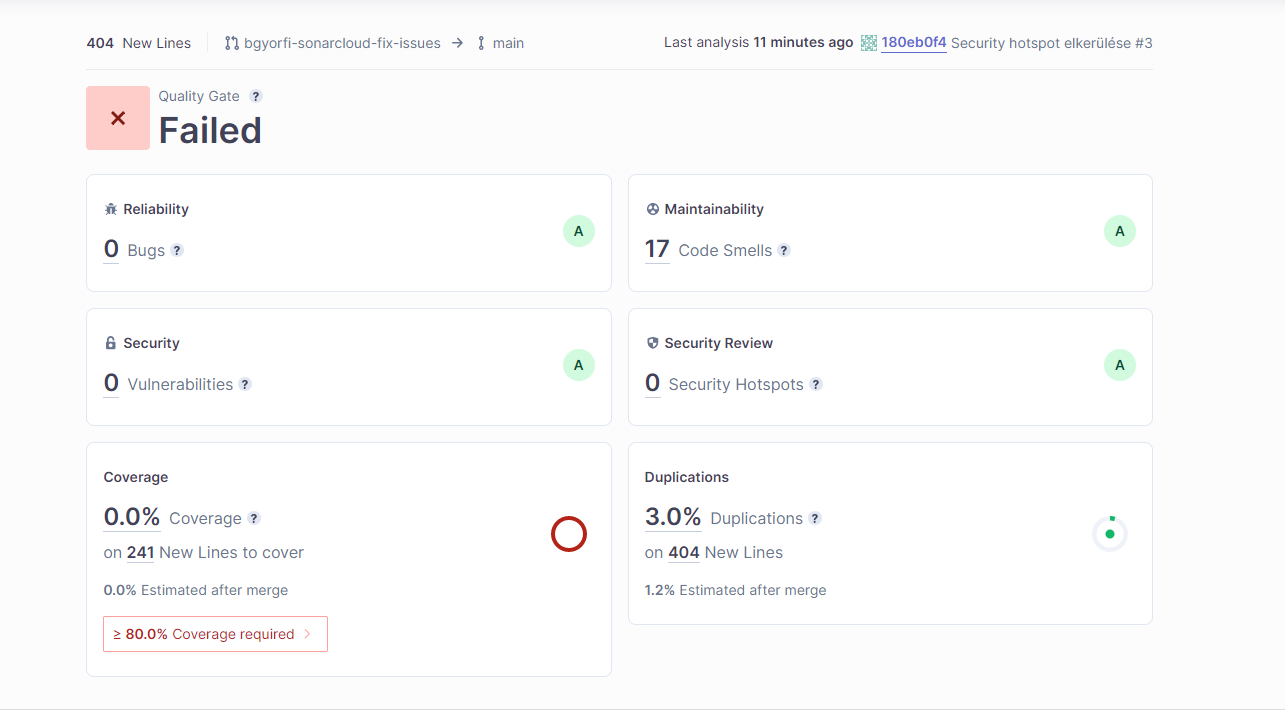 404 New Lines bgyorfi-sonarcloud-fix-issues → main Last analysis 11 minutes ago 180eb0f4 Security hotspot elkerülése #3
Quality Gate ?
Failed
Reliability
0 Bugs ?
A
Maintainability
17 Code Smells ?
A
Security
0 Vulnerabilities ?
A
Security Review
0 Security Hotspots ?
A
Coverage
0.0% Coverage ?
on 241 New Lines to cover
0.0% Estimated after merge
≥ 80.0% Coverage required >
Duplications
3.0% Duplications ?
on 404 New Lines
1.2% Estimated after merge